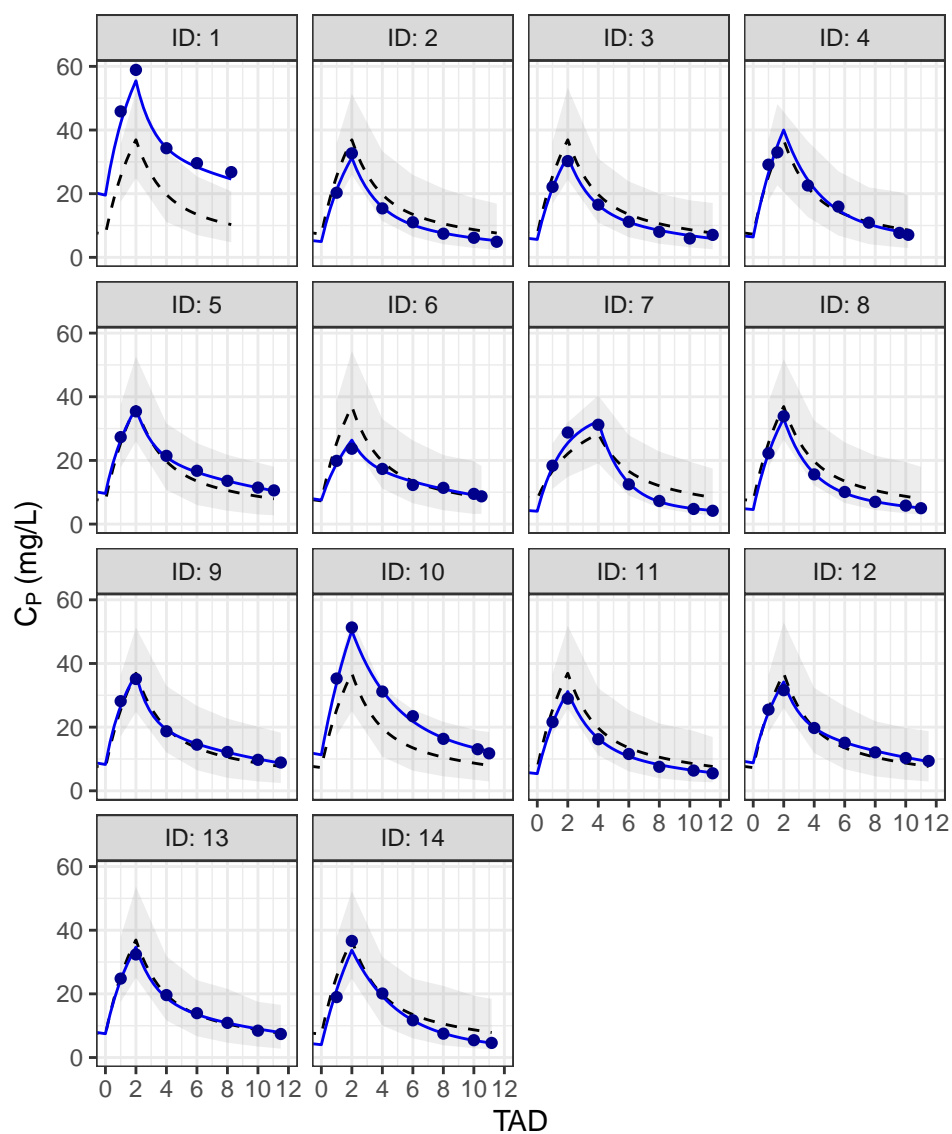 ID: 1
ID: 2
ID: 3
ID: 4
60
40
20
0
ID: 5
ID: 6
ID: 7
ID: 8
60
40
20
0
ID: 9
ID: 10
ID: 11
ID: 12
60
40
20
0
0 2 4 6 8 10 12
0 2 4 6 8 10 12
ID: 13
ID: 14
60
40
20
0
0 2 4 6 8 10 12
0 2 4 6 8 10 12
C_P (mg/L)
TAD